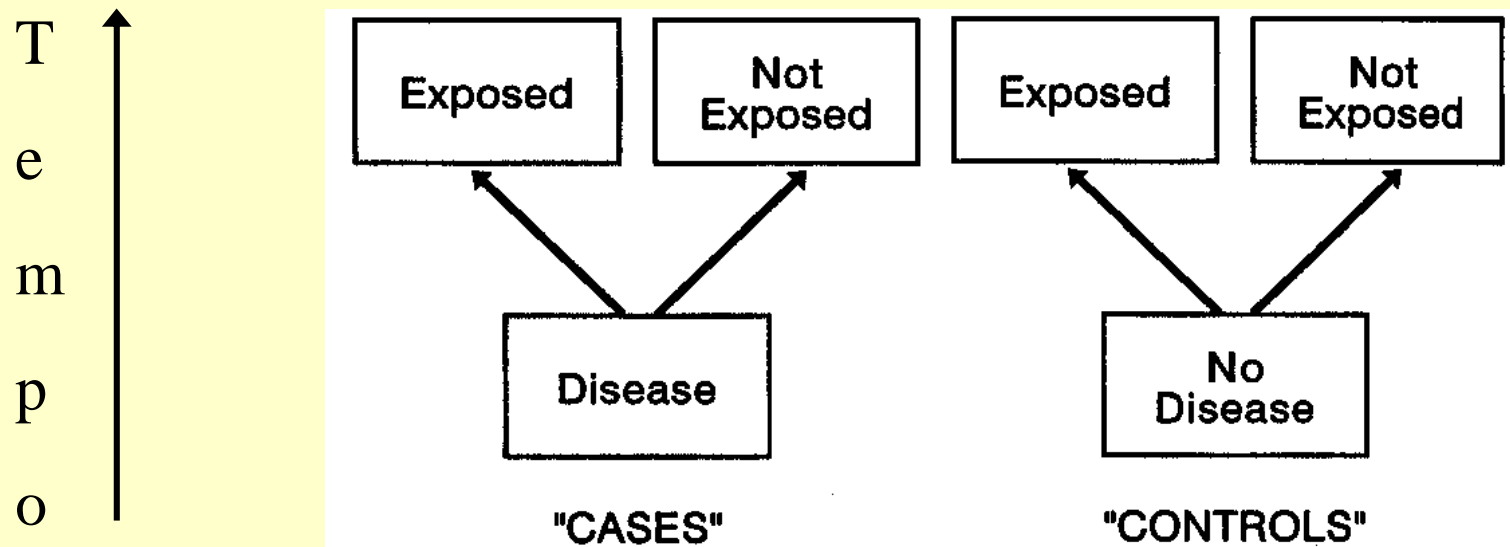 T
e
m
p
o
Exposed
Not
Exposed
Exposed
Not
Exposed
Disease
No
Disease
"CASES"
"CONTROLS"